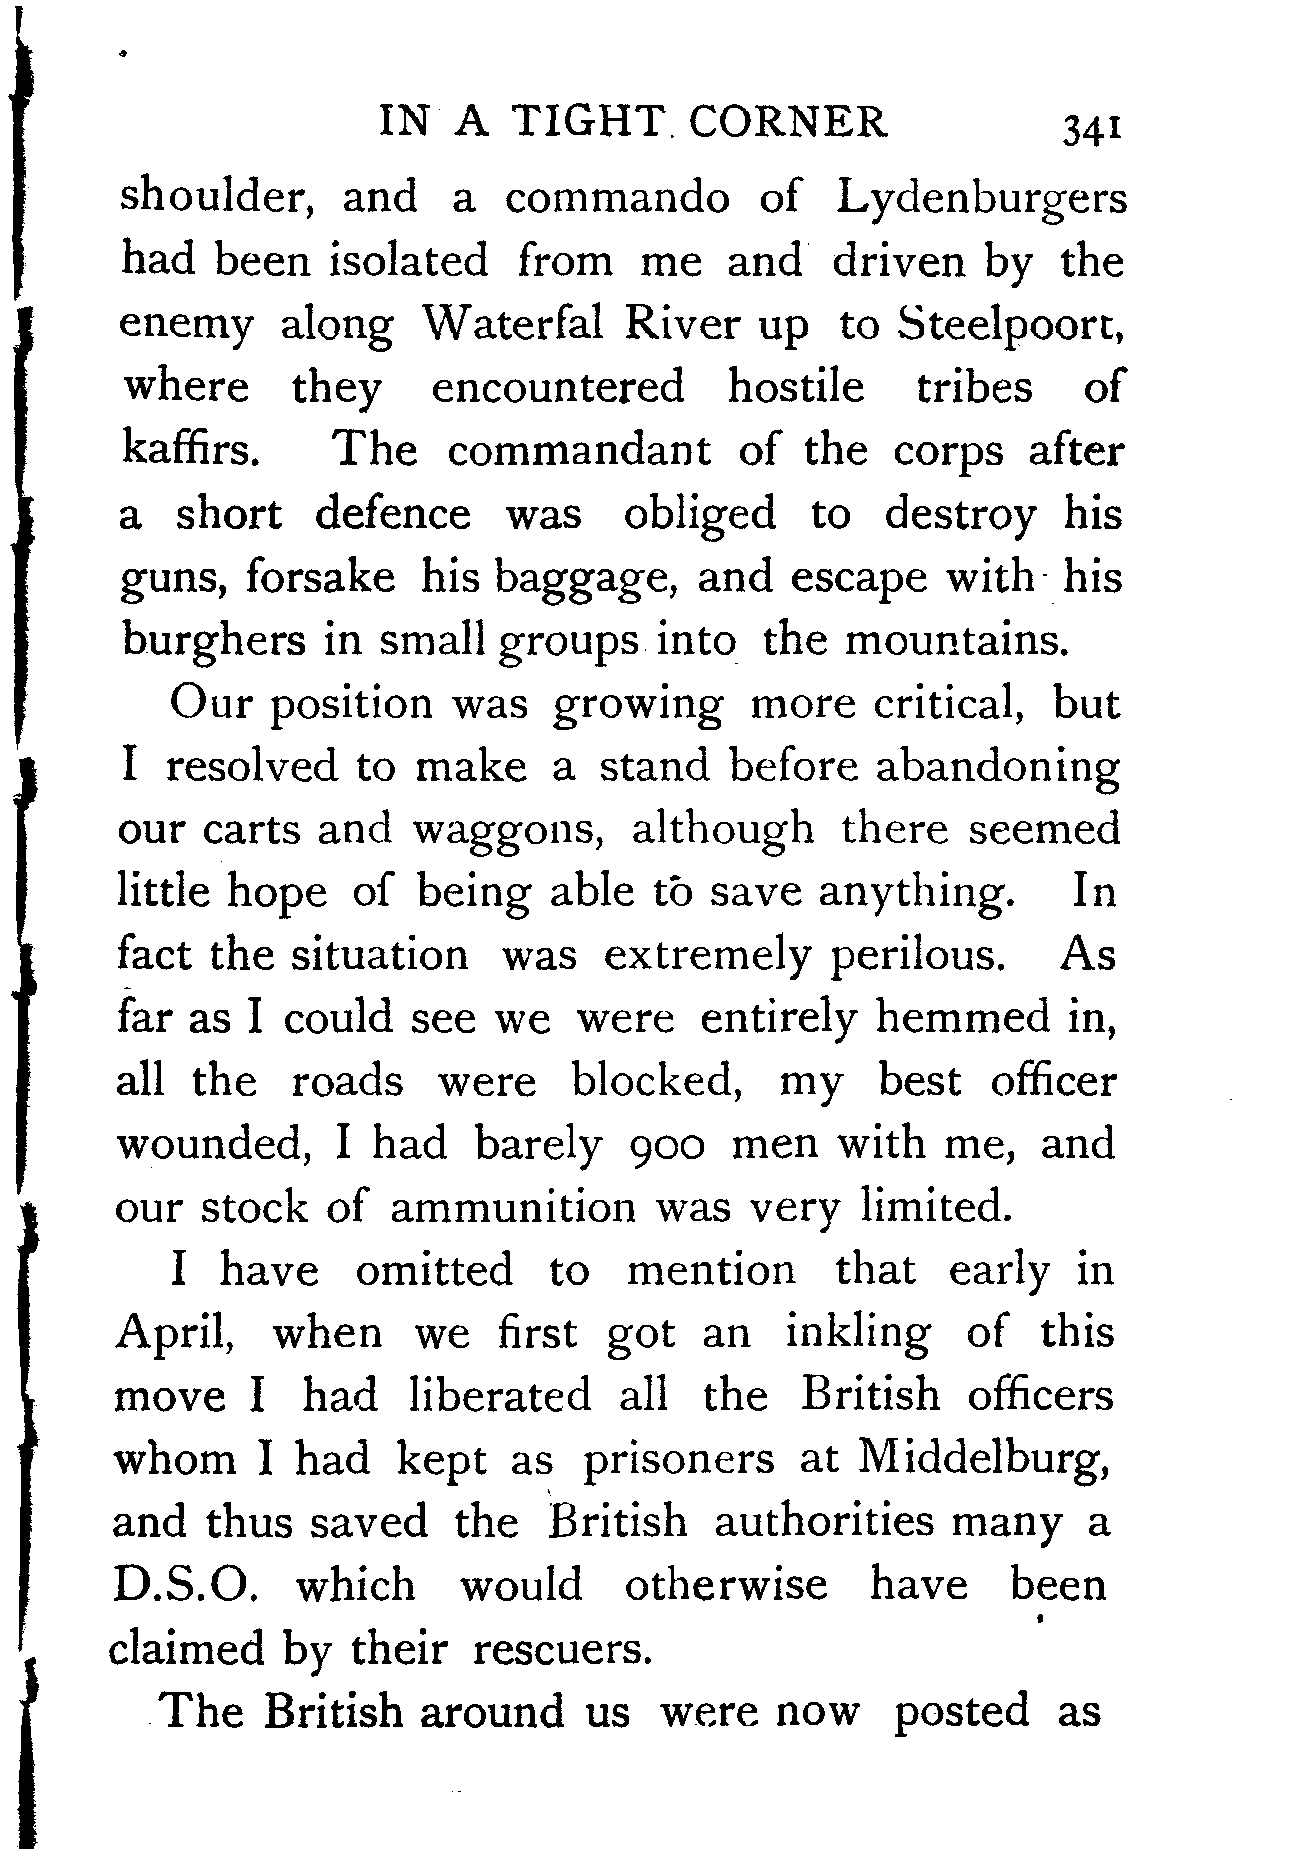 IN A TIGHT CORNER 341
shoulder, and a commando of Lydenburgers
had been isolated from me and driven by the
enemy along Waterfal River up to Steelpoort,
where they encountered hostile tribes of
kaffirs. The commandant of the corps after
a short defence was obliged to destroy his
guns, forsake his baggage, and escape with his
burghers in small groups into the mountains.
Our position was growing more critical, but
I resolved to make a stand before abandoning
our carts and waggons, although there seemed
little hope of being able to save anything. In
fact the situation was extremely perilous. As
far as I could see we were entirely hemmed in,
all the roads were blocked, my best officer
wounded, I had barely 900 men with me, and
our stock of ammunition was very limited.
I have omitted to mention that early in
April, when we first got an inkling of this
move I had liberated all the British officers
whom I had kept as prisoners at Middelburg,
and thus saved the British authorities many a
D.S.O. which would otherwise have been
claimed by their rescuers.
The British around us were now posted as